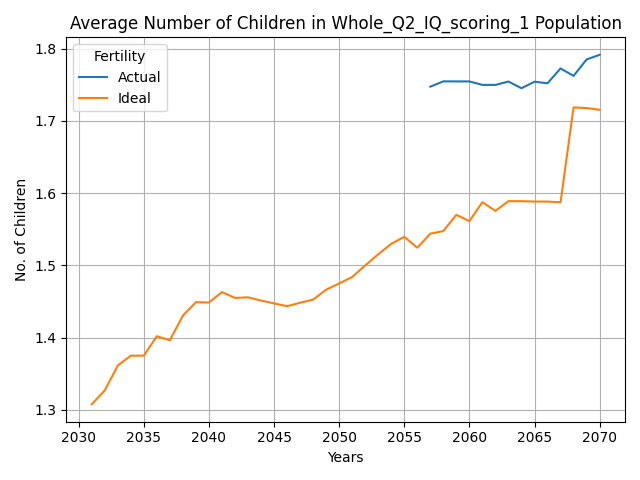 Average Number of Children in Whole_Q2_IQ_scoring_1 Population
Fertility
Actual
Ideal
No. of Children
1.8
1.7
1.6
1.5
1.4
1.3
2030 2035 2040 2045 2050 2055 2060 2065 2070
Years